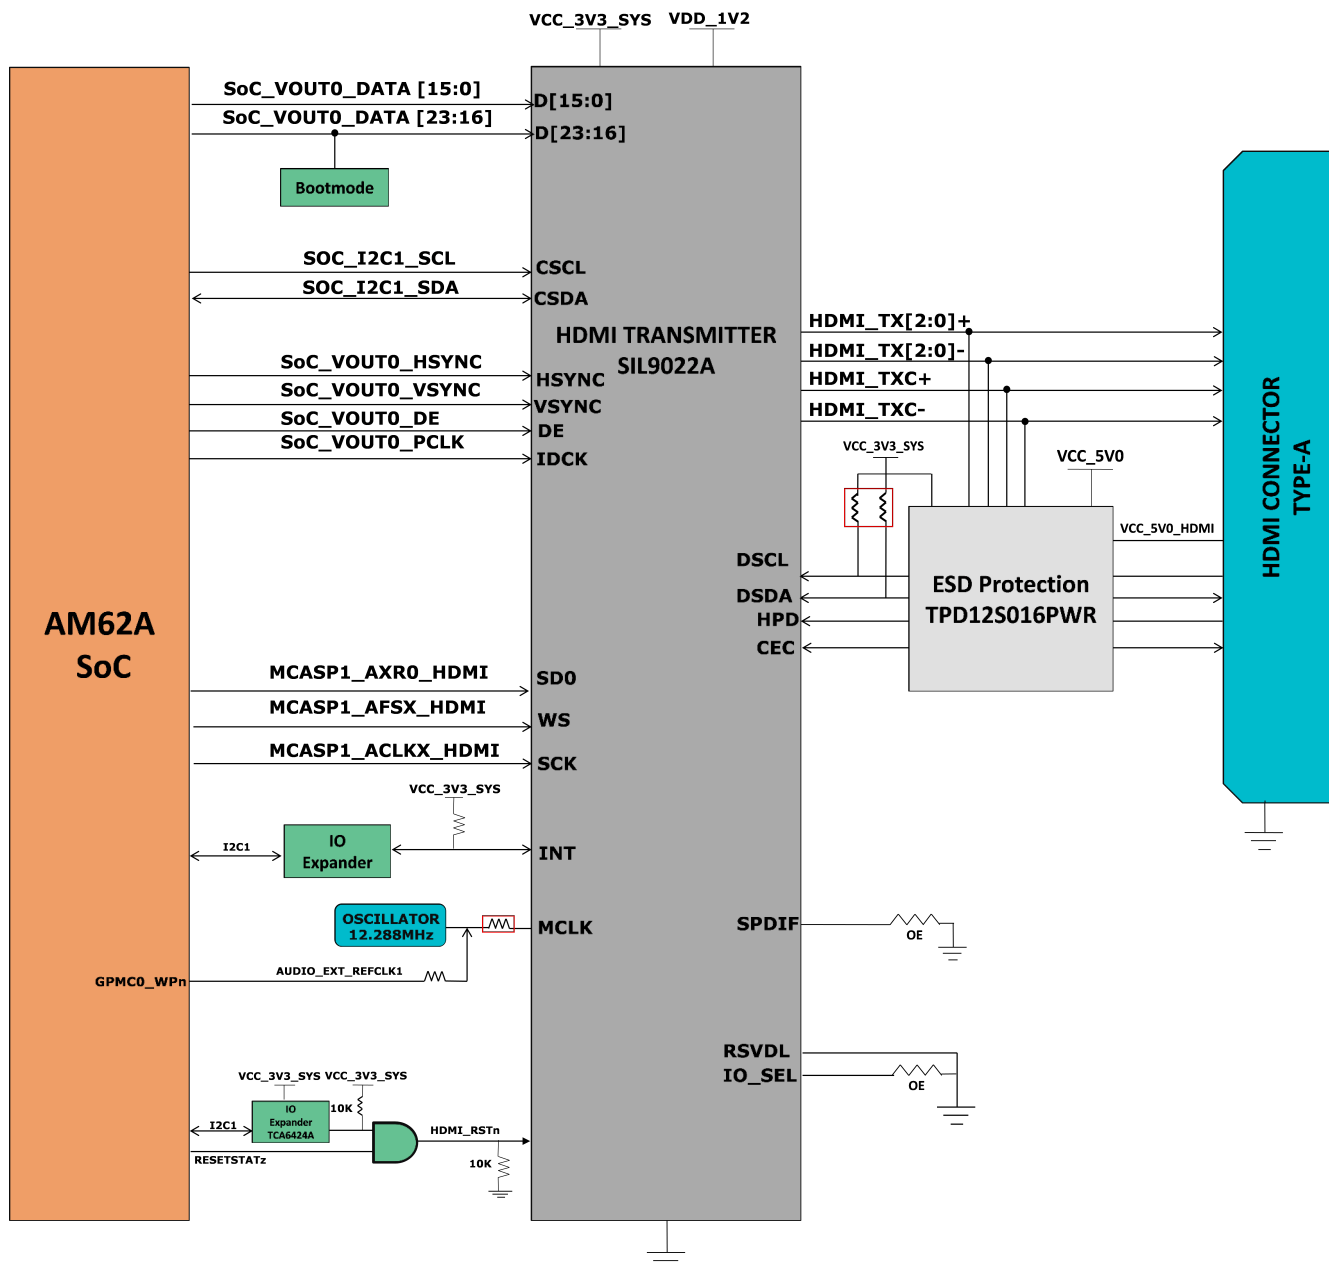 VCC_3V3_SYS
VDD_1V2
SoC_VOUT0_DATA [15:0]
D[15:0]
SoC_VOUT0_DATA [23:16]
D[23:16]
Bootmode
SOC_I2C1_SCL
CSCL
SOC_I2C1_SDA
CSDA
HDMI TRANSMITTER
SIL9022A
SoC_VOUT0_HSYNC
HSYNC
SoC_VOUT0_VSYNC
VSYNC
SoC_VOUT0_DE
DE
SoC_VOUT0_PCLK
IDCK
HDMI_TX[2:0]+
HDMI_TX[2:0]-
HDMI_TXC+
HDMI_TXC-
VCC_3V3_SYS
VCC_5V0
VCC_5V0_HDMI
HDMI CONNECTOR
TYPE-A
DSCL
DSDA
HPD
CEC
ESD Protection
TPD12S016PWR
AM62A
SoC
MCASP1_AXR0_HDMI
SD0
MCASP1_AFSX_HDMI
WS
MCASP1_ACLKX_HDMI
SCK
VCC_3V3_SYS
I2C1
IO
Expander
INT
OSCILLATOR
12.288MHz
MCLK
SPDIF
OE
GPMC0_WPn
AUDIO_EXT_REFCLK1
RSVDL
IO_SEL
OE
VCC_3V3_SYS
VCC_3V3_SYS
10K
I2C1
IO
Expander
TCA6424A
HDMI_RSTn
RESETSTATz
10K